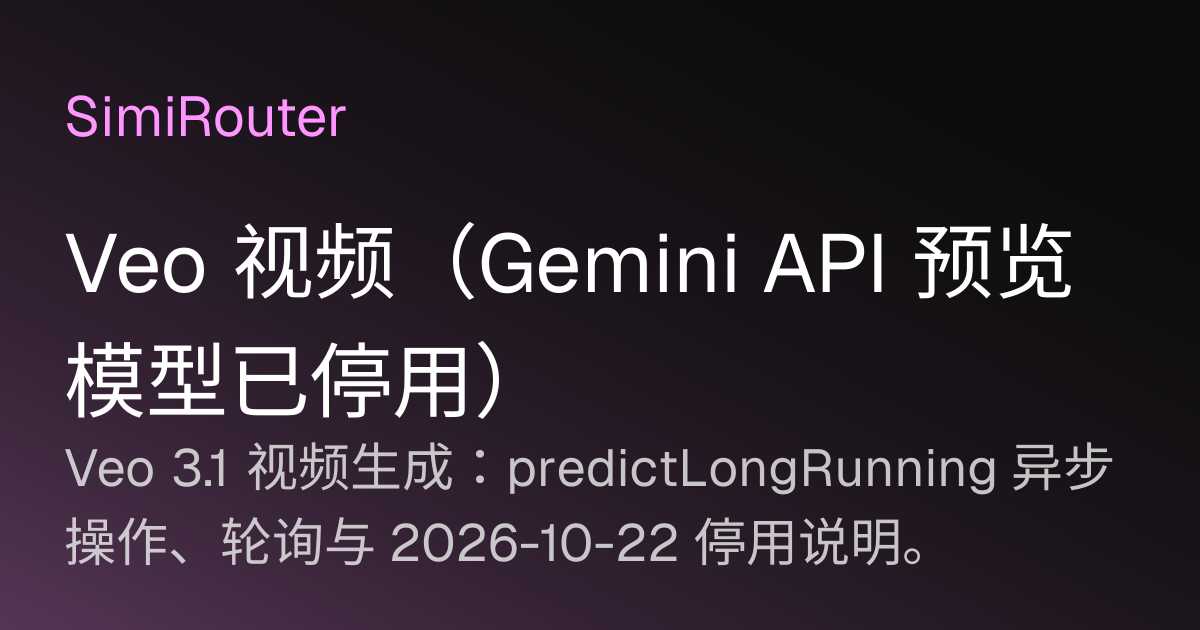 SimiRouter
Veo 视频（Gemini API 预览
模型已停用）
Veo 3.1 视频生成：predictLongRunning 异步
操作、轮询与 2026-10-22 停用说明。